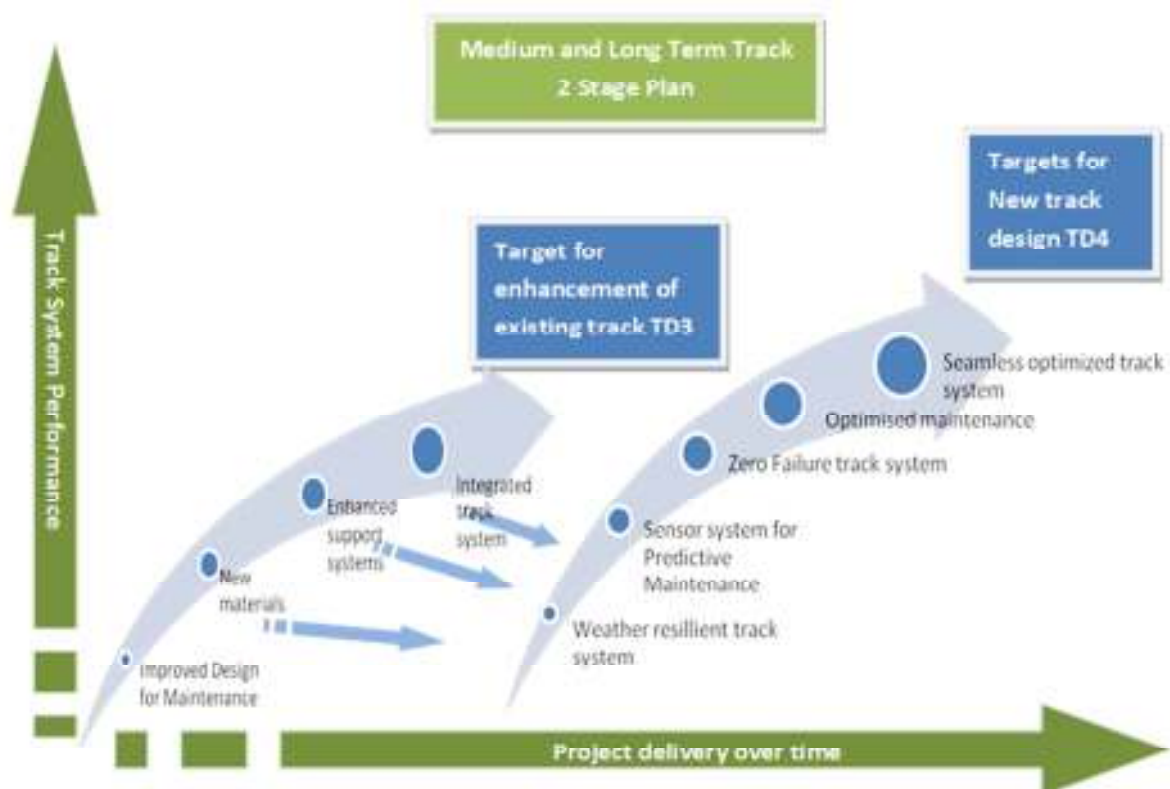 Medium and Long Term Track
2 Stage Plan
Targets for
New track
design TD4
Target for
enhancement of
existing track TD3
Track System Performance
Seamless optimized track
system
Optimised maintenance
Zero Failure track system
Integrated
track
system
Enhanced
support
systems
Sensor system for
Predictive
Maintenance
New
materials
Weather resillient track
system
Improved Design
for Maintenance
Project delivery over time